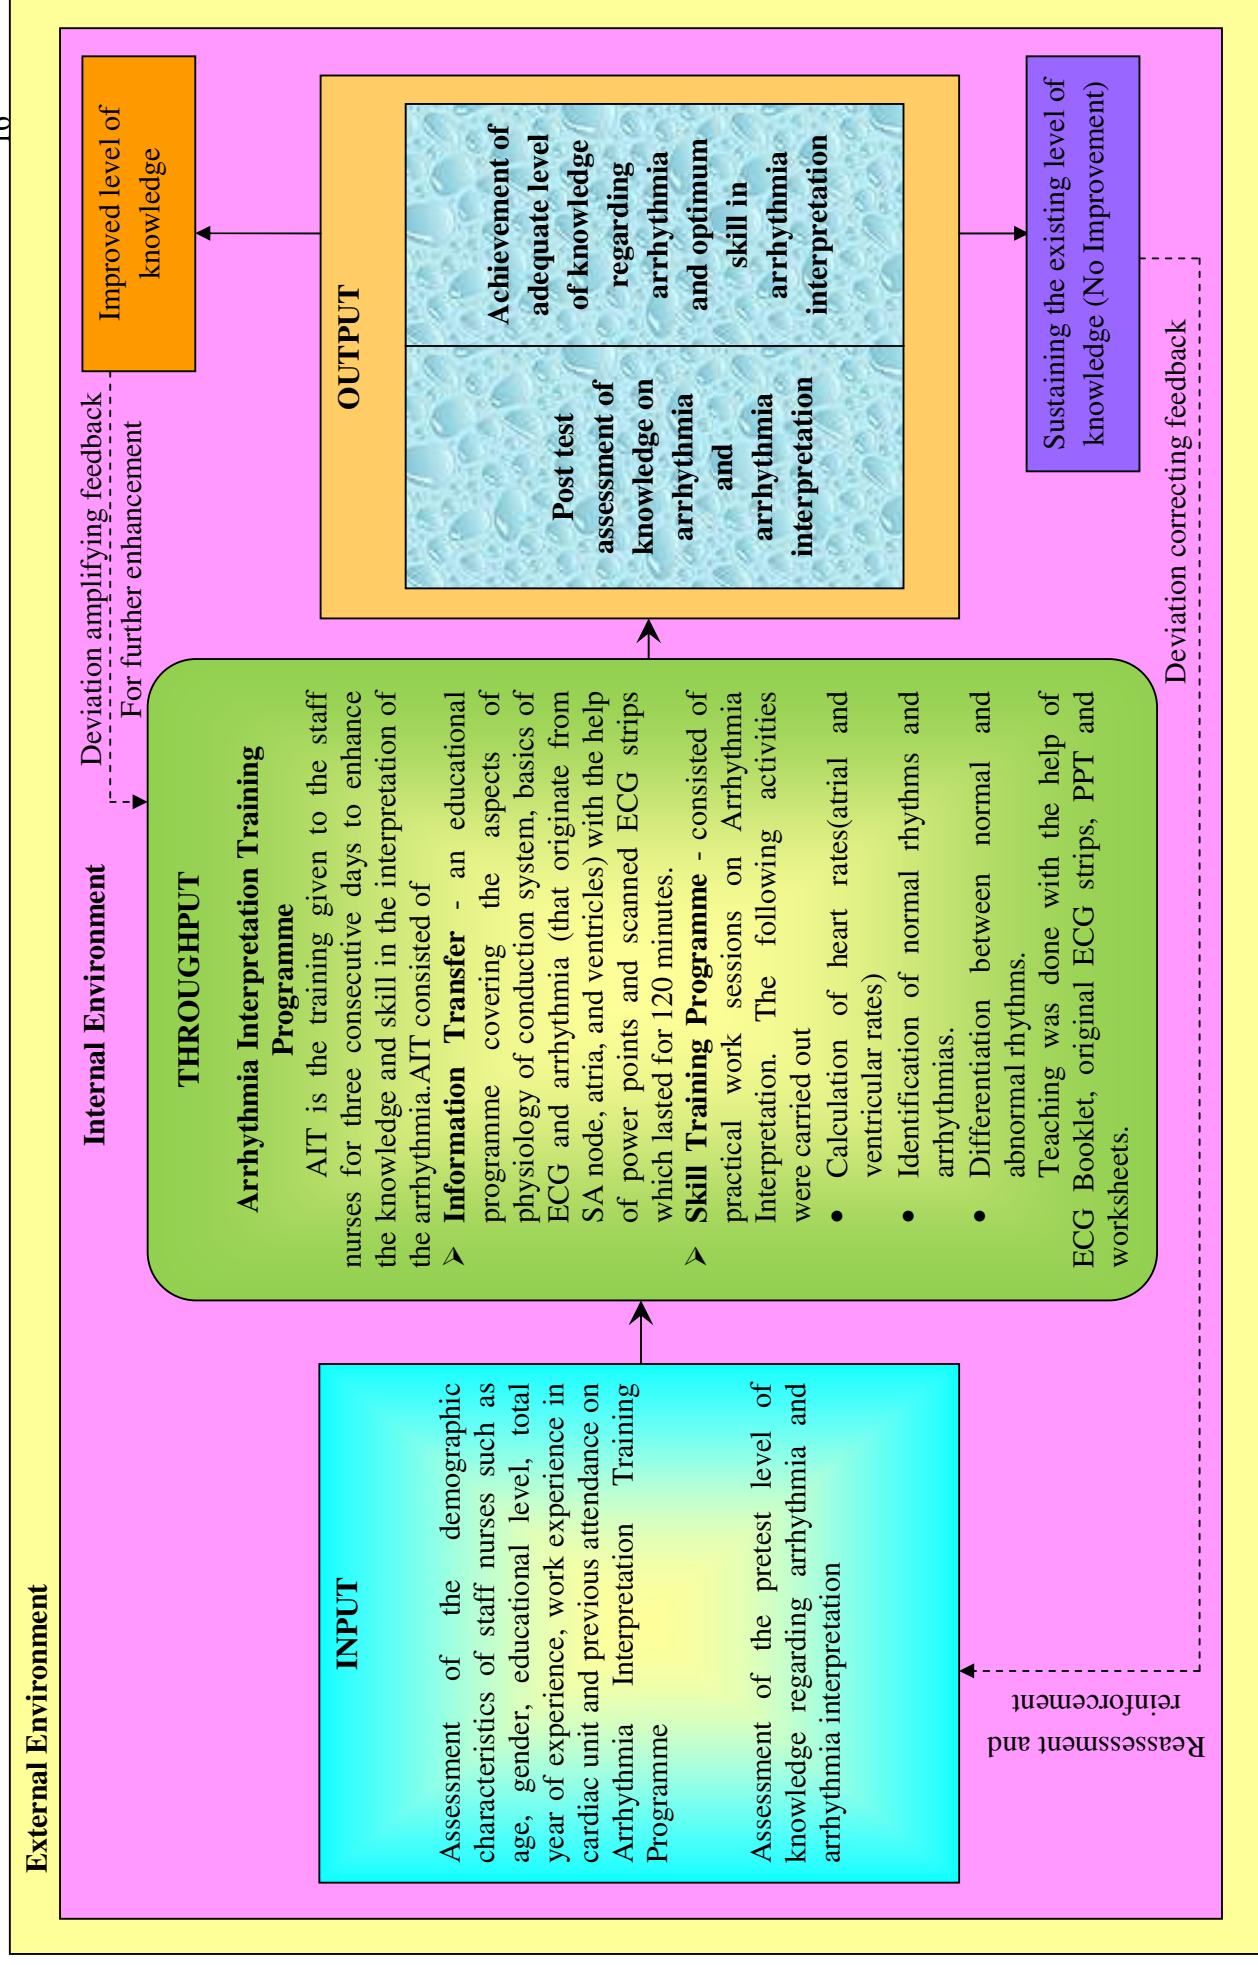 16
External Environment
Internal Environment
INPUT
Assessment of the demographic
characteristics of staff nurses such as
age, gender, educational level, total
year of experience, work experience in
cardiac unit and previous attendance on
Arrhythmia Interpretation Training
Programme
Assessment of the pretest level of
knowledge regarding arrhythmia and
arrhythmia interpretation
THROUGHPUT
Arrhythmia Interpretation Training
Programme
AIT is the training given to the staff
nurses for three consecutive days to enhance
the knowledge and skill in the interpretation of
the arrhythmia.AIT consisted of
➢ Information Transfer - an educational
programme covering the aspects of
physiology of conduction system, basics of
ECG and arrhythmia (that originate from
SA node, atria, and ventricles) with the help
of power points and scanned ECG strips
which lasted for 120 minutes.
➢ Skill Training Programme - consisted of
practical work sessions on Arrhythmia
Interpretation. The following activities
were carried out
• Calculation of heart rates(atrial and
ventricular rates)
• Identification of normal rhythms and
arrhythmias.
• Differentiation between normal and
abnormal rhythms.
Teaching was done with the help of
ECG Booklet, original ECG strips, PPT and
worksheets.
OUTPUT
Post test
assessment of
knowledge on
arrhythmia
and
arrhythmia
interpretation
Achievement of
adequate level
of knowledge
regarding
arrhythmia
and optimum
skill in
arrhythmia
interpretation
Improved level of
knowledge
Deviation amplifying feedback
For further enhancement
Sustaining the existing level of
knowledge (No Improvement)
Deviation correcting feedback
Reassessment and
reinforcement